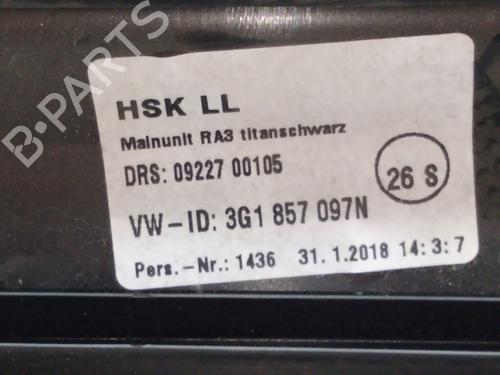 HSK LL
Mainunit RA3 titanschwarz
DRS: 09227 00105
26 S
VW-ID: 3G1 857 097N
Pers.-Nr.: 1436 31.1.2018 14:3:7